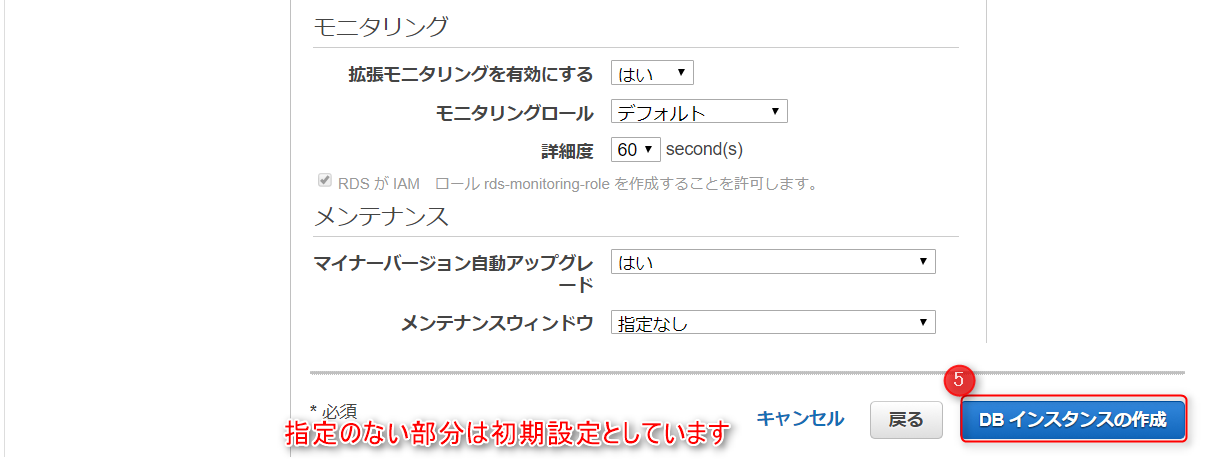 モニタリング
拡張モニタリングを有効にする はい
モニタリングロール デフォルト
詳細度 60 second(s)
RDS が IAM　ロール rds-monitoring-role を作成することを許可します。
メンテナンス
マイナーバージョン自動アップグレ
ード
はい
メンテナンスウィンドウ 指定なし
5
* 必須
キャンセル 戻る DB インスタンスの作成
指定のない部分は初期設定としています